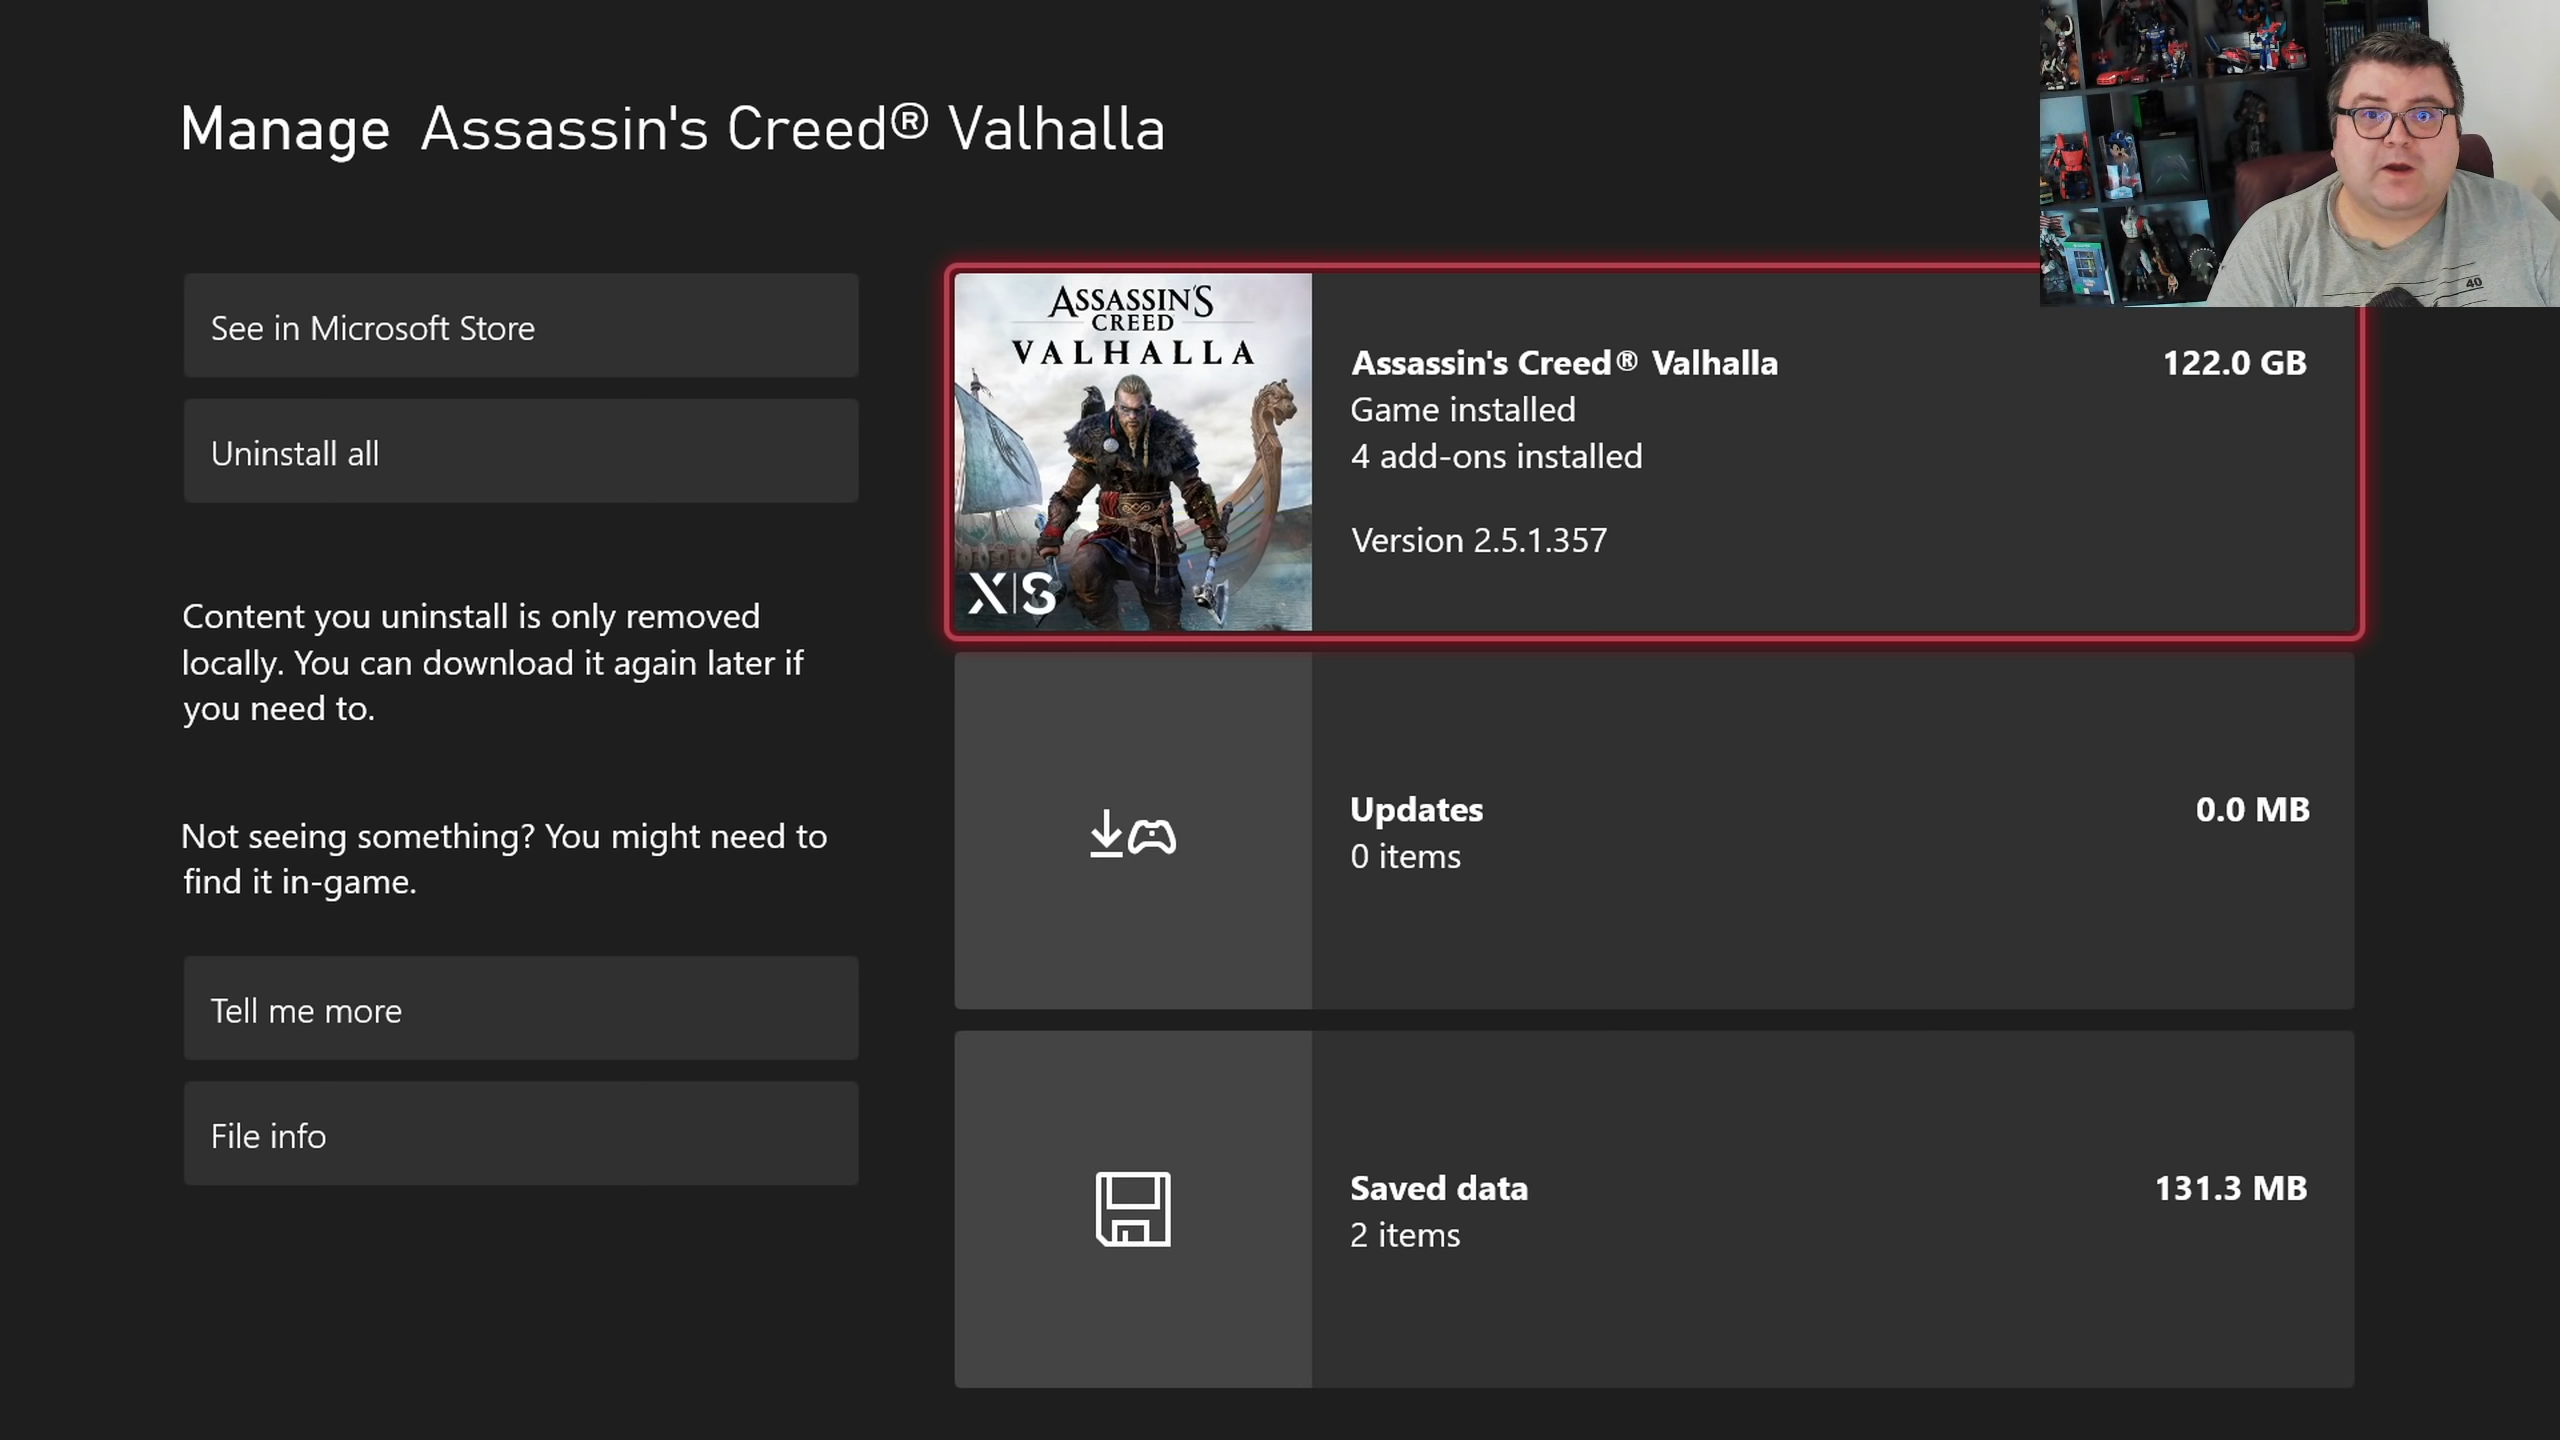 Manage Assassin's Creed® Valhalla
See in Microsoft Store
Uninstall all
Content you uninstall is only removed
locally. You can download it again later if
you need to.
Not seeing something? You might need to
find it in-game.
Tell me more
File info
ASSASSIN'S
CREED
VALHALLA
X|S
Assassin's Creed® Valhalla
122.0 GB
Game installed
4 add-ons installed
Version 2.5.1.357
Updates
0.0 MB
0 items
Saved data
131.3 MB
2 items
40